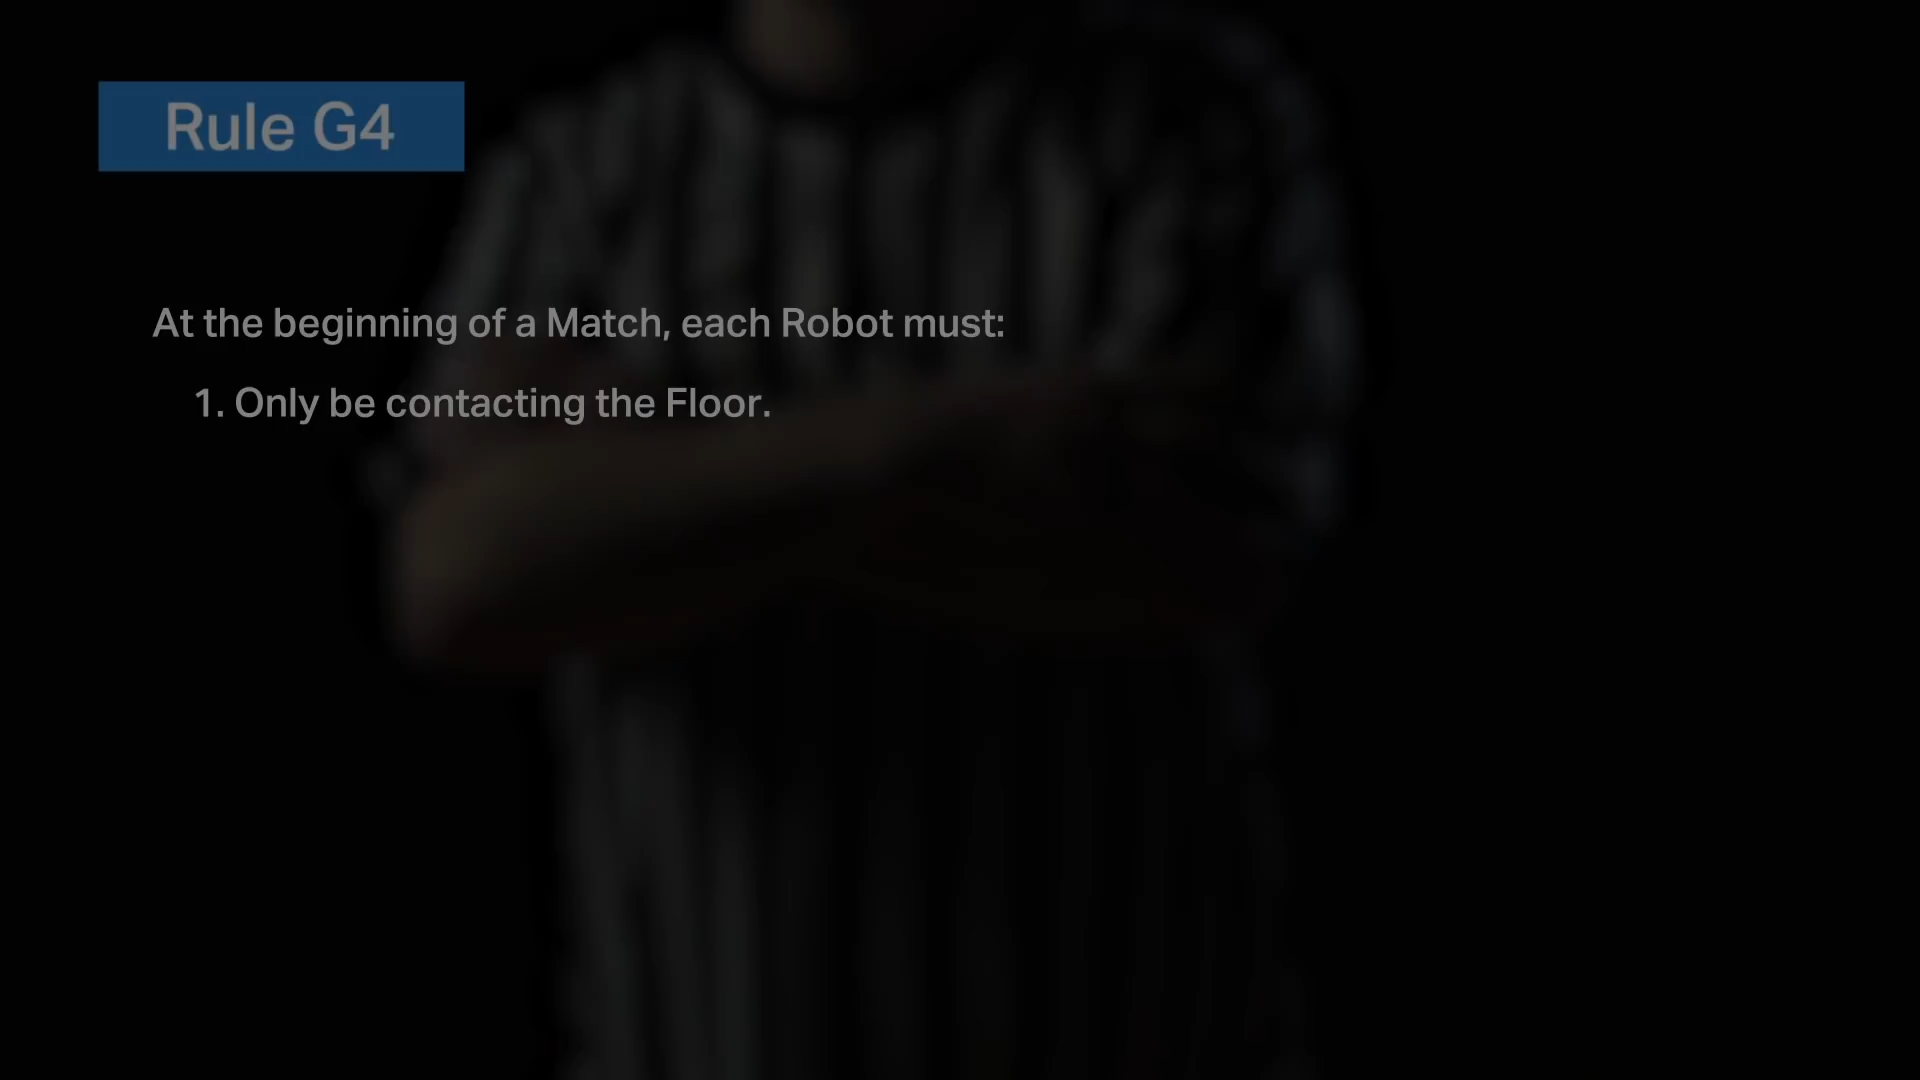 Rule G4
At the beginning of a Match, each Robot must:
1. Only be contacting the Floor.